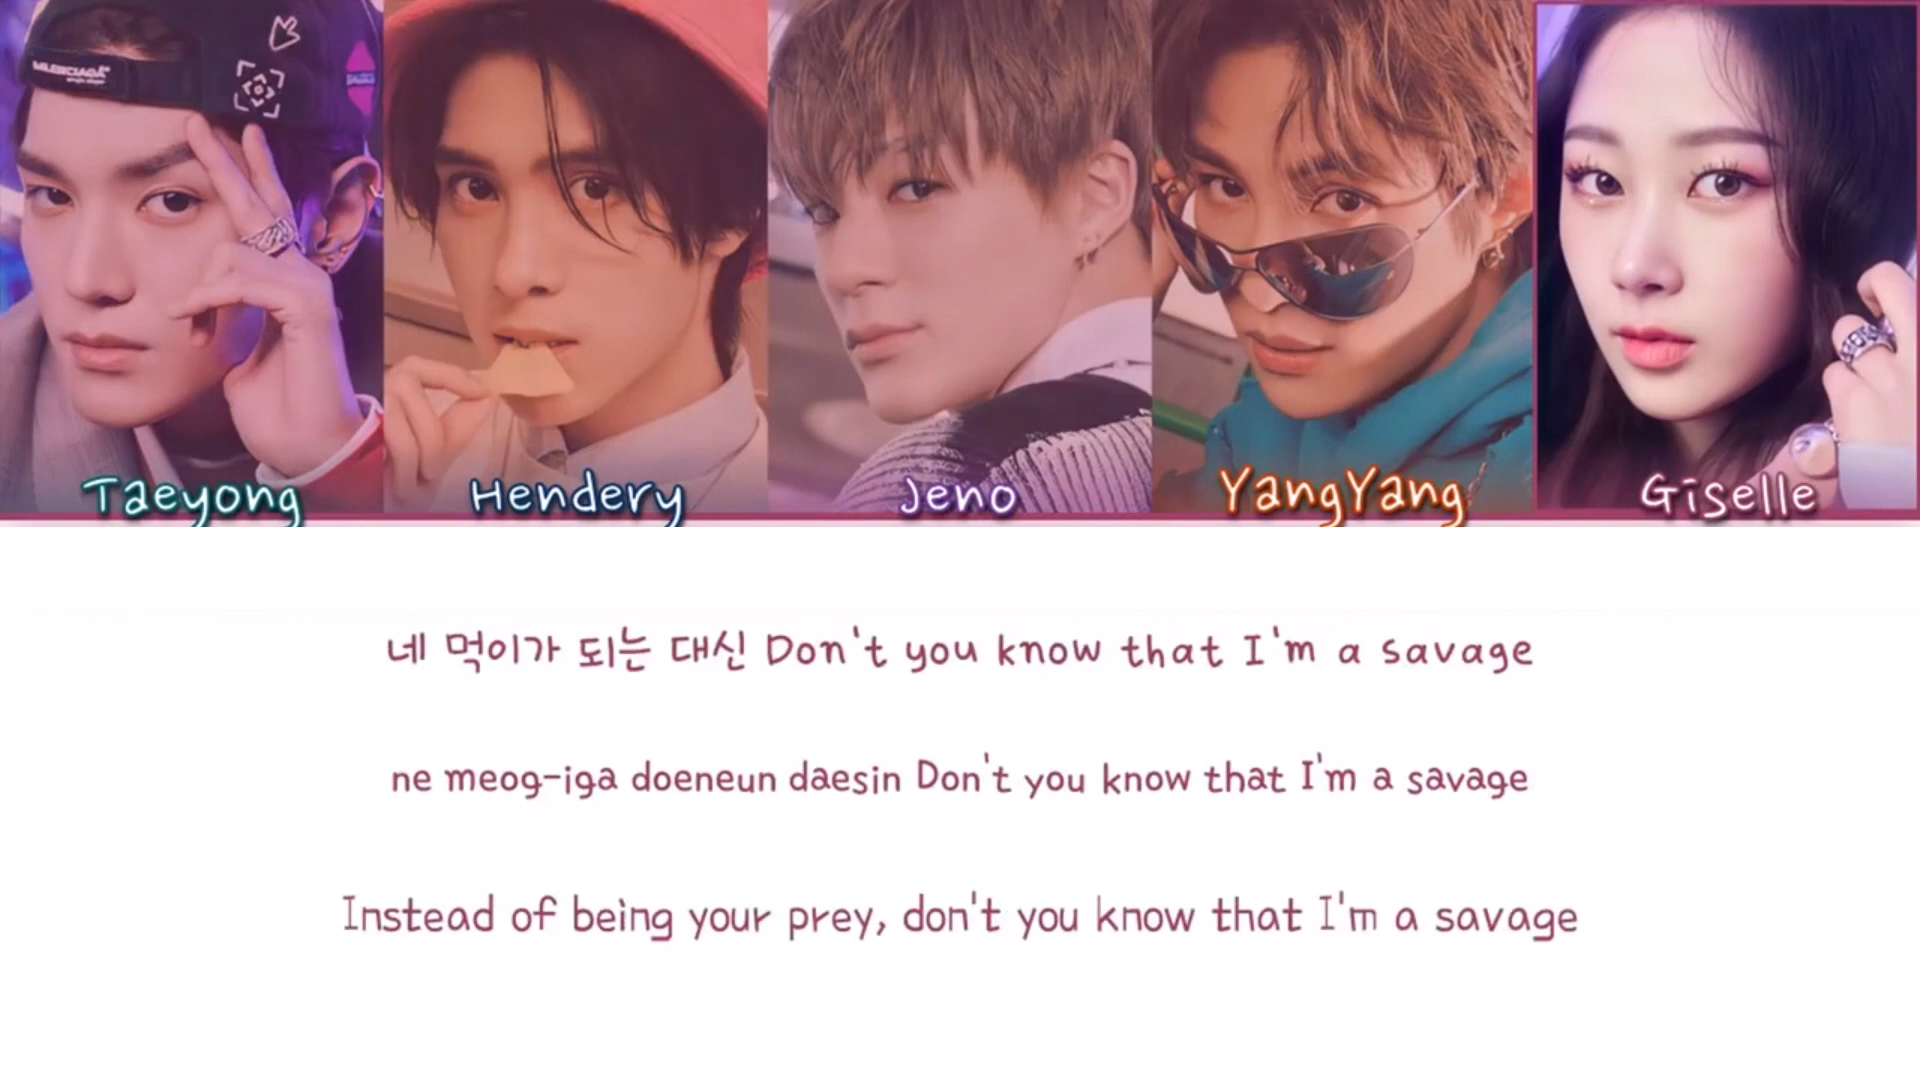 Taeyong
Hendery
Jeno
YangYang
Giselle
네 먹이가 되는 대신 Don't you know that I'm a savage
ne meog-iga doeneun daesin Don't you know that I'm a savage
Instead of being your prey, don't you know that I'm a savage